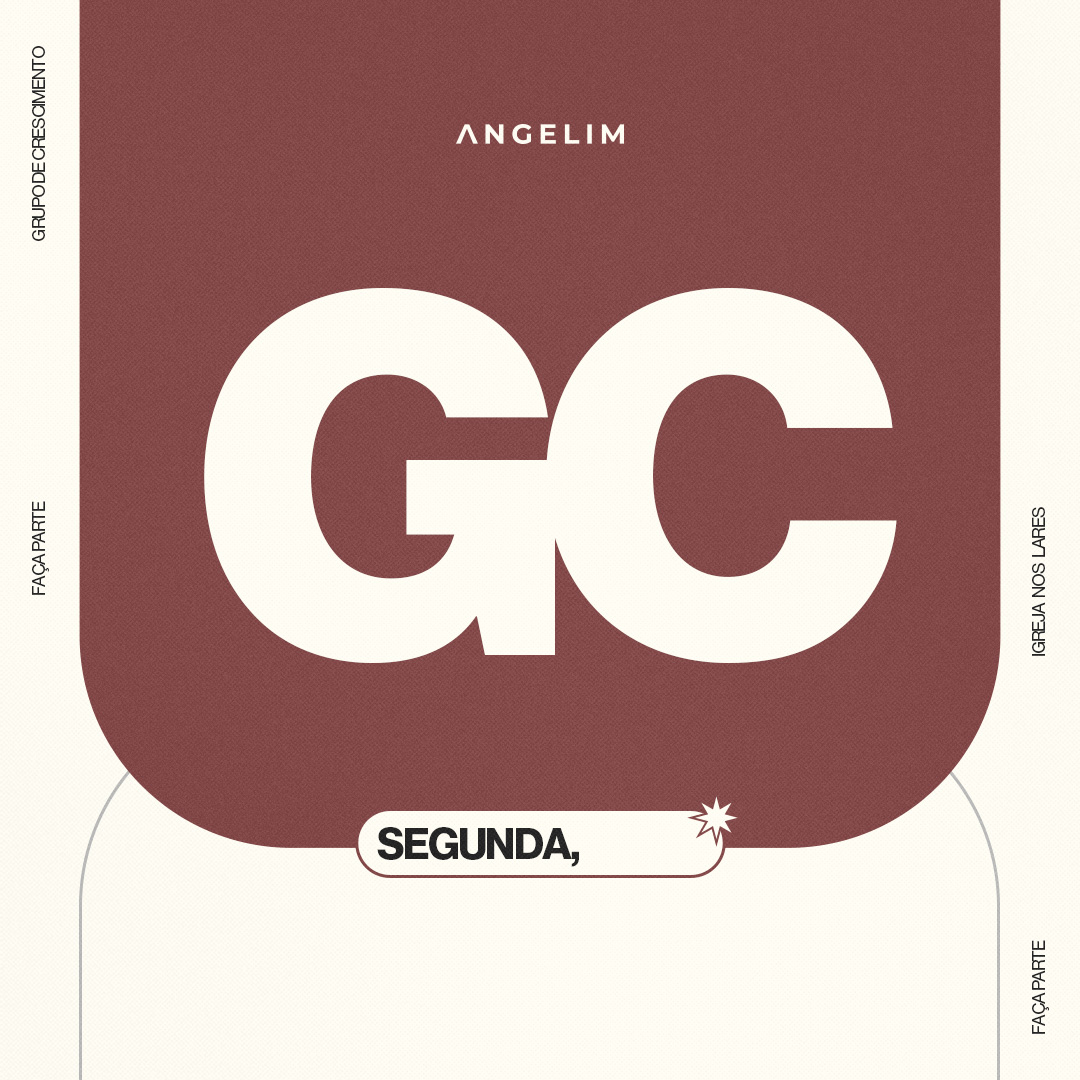 GRUPO DE CRESCIMENTO
FAÇA PARTE
ANGELIM
GC
SEGUNDA,
IGREJA NOS LARES
FAÇA PARTE